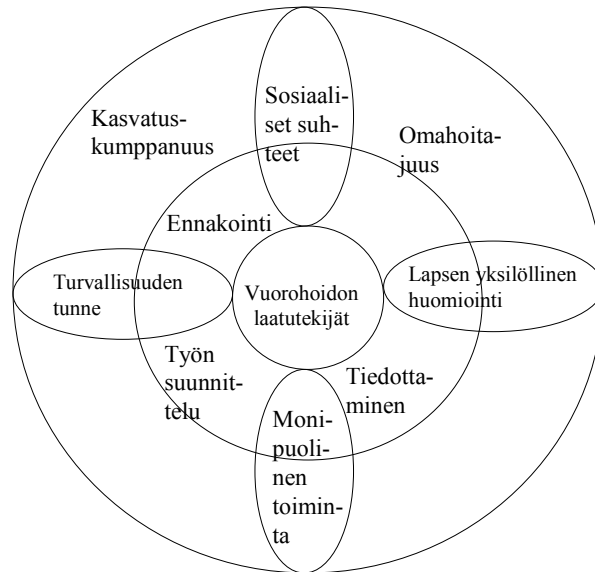 Kasvatus-
kumppanuus
Sosiaali-
set suh-
teet
Omahoita-
juus
Ennakointi
Turvallisuuden
tunne
Vuorohoidon
laatutekijät
Lapsen yksilöllinen
huomiointi
Työn
suunnit-
telu
Tiedotta-
minen
Moni-
puoli-
nen
toimin-
ta